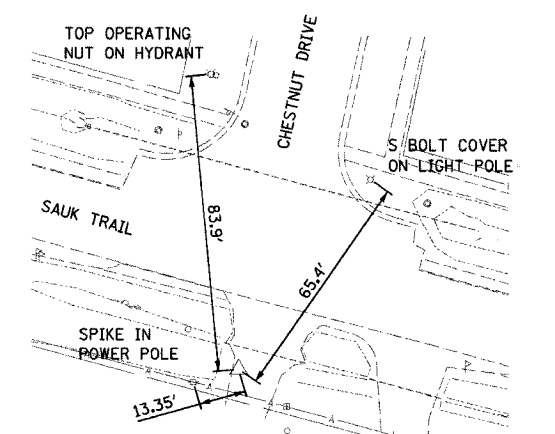 TOP OPERATING
NUT ON HYDRANT
CHESTNUT DRIVE
S BOLT COVER
ON LIGHT POLE
SAUK TRAIL
83.9'
65.4'
SPIKE IN
POWER POLE
13.35'